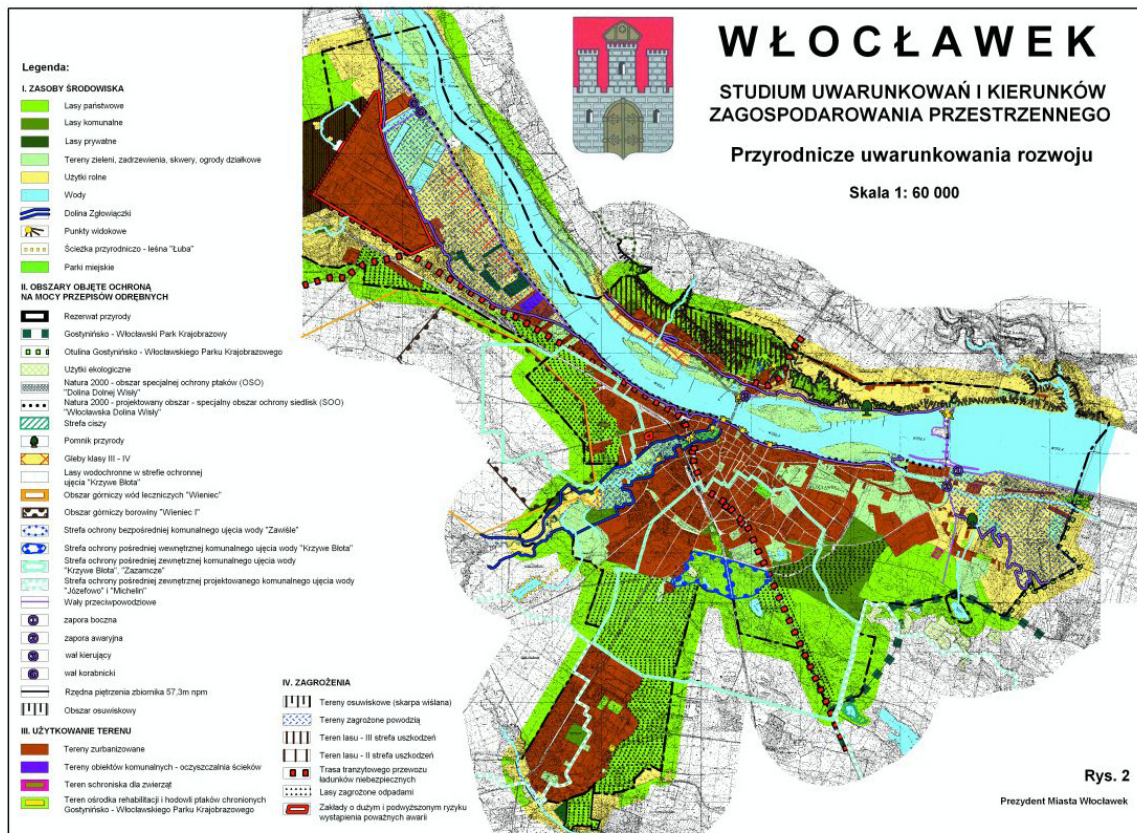 WŁOCŁAWEK
STUDIUM UWARUNKOWAŃ I KIERUNKÓW
ZAGOSPODAROWANIA PRZESTRZENNEGO
Przyrodnicze uwarunkowania rozwoju
Skala 1: 60 000
Legenda:
I. ZASOBY ŚRODOWISKA
Lasy państwowe
Lasy komunalne
Lasy prywatne
Tereny zieleni, zadrzewienia, skwery, ogrody działkowe
Użytki rolne
Wody
Dolina Zgłowiączki
Punkty widokowe
Ścieżka przyrodniczo - leśna "Łuba"
Parki miejskie
II. OBSZARY OBJĘTE OCHRONĄ
NA MOCY PRZEPISÓW ODRĘBNYCH
Rezerwat przyrody
Gostynińsko - Włocławski Park Krajobrazowy
Otulina Gostynińsko - Włocławskiego Parku Krajobrazowego
Użytki ekologiczne
Natura 2000 - obszar specjalnej ochrony ptaków (OSO)
"Dolina Dolnej Wisły"
Natura 2000 - projektowany obszar - specjalny obszar ochrony siedlisk (SOO)
"Włocławska Dolina Wisły"
Strefa ciszy
Pomnik przyrody
Gleby klasy III - IV
Lasy wodochronne w strefie ochronnej
ujęcia "Krzywe Błota"
Obszar górniczy wód leczniczych "Wieniec"
Obszar górniczy borowiny "Wieniec I"
Strefa ochrony bezpośredniej komunalnego ujęcia wody "Zawiśle"
Strefa ochrony pośredniej wewnętrznej komunalnego ujęcia wody "Krzywe Błota"
Strefa ochrony pośredniej zewnętrznej komunalnego ujęcia wody
"Krzywe Błota", "Zazamcze"
Strefa ochrony pośredniej zewnętrznej projektowanego komunalnego ujęcia wody
"Józefowo" i "Michelin"
Wały przeciwpowodziowe
zapora boczna
zapora awaryjna
wał kierujący
wał korabnicki
Rzędna piętrzenia zbiornika 57,3m npm
Obszar osuwiskowy
III. UŻYTKOWANIE TERENU
Tereny zurbanizowane
Tereny obiektów komunalnych - oczyszczalnia ścieków
Teren schroniska dla zwierząt
Teren ośrodka rehabilitacji i hodowli ptaków chronionych
Gostynińsko - Włocławskiego Parku Krajobrazowego
IV. ZAGROŻENIA
Tereny osuwiskowe (skarpa wiślana)
Tereny zagrożone powodzią
Teren lasu - III strefa uszkodzeń
Teren lasu - II strefa uszkodzeń
Trasa tranzytowego przewozu
ładunków niebezpiecznych
Lasy zagrożone odpadami
Zakłady o dużym i podwyższonym ryzyku
wystąpienia poważnych awarii
Rys. 2
Prezydent Miasta Włocławek